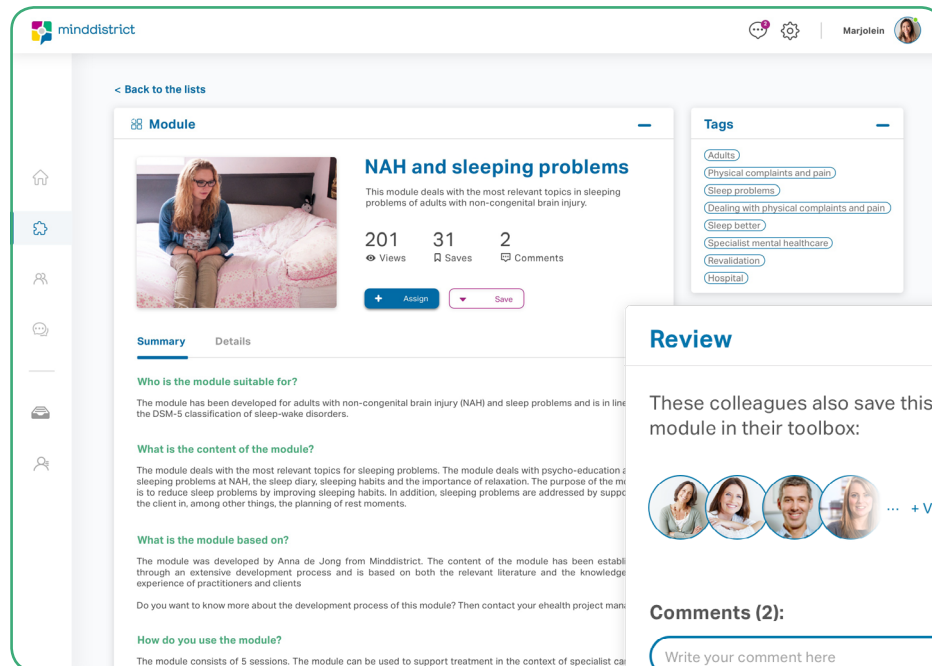 minddistrict
2
Marjolein
< Back to the lists
Module
NAH and sleeping problems
This module deals with the most relevant topics in sleeping
problems of adults with non-congenital brain injury.
201 31 2
Views Saves Comments
+ Assign
Save
Summary Details
Who is the module suitable for?
The module has been developed for adults with non-congenital brain injury (NAH) and sleep problems and is in line
the DSM-5 classification of sleep-wake disorders.
What is the content of the module?
The module deals with the most relevant topics for sleeping problems. The module deals with psycho-education
sleeping problems at NAH, the sleep diary, sleeping habits and the importance of relaxation. The purpose of the
is to reduce sleep problems by improving sleeping habits. In addition, sleeping problems are addressed by
the client in, among other things, the planning of rest moments.
What is the module based on?
The module was developed by Anna de Jong from Minddistrict. The content of the module has been
through an extensive development process and is based on both the relevant literature and the knowledge
experience of practitioners and clients
Do you want to know more about the development process of this module? Then contact your ehealth project
How do you use the module?
The module consists of 5 sessions. The module can be used to support treatment in the context of specialist
Tags
Adults
Physical complaints and pain
Sleep problems
Dealing with physical complaints and pain
Sleep better
Specialist mental healthcare
Revalidation
Hospital
Review
These colleagues also save this
module in their toolbox:
... + V
Comments (2):
Write your comment here